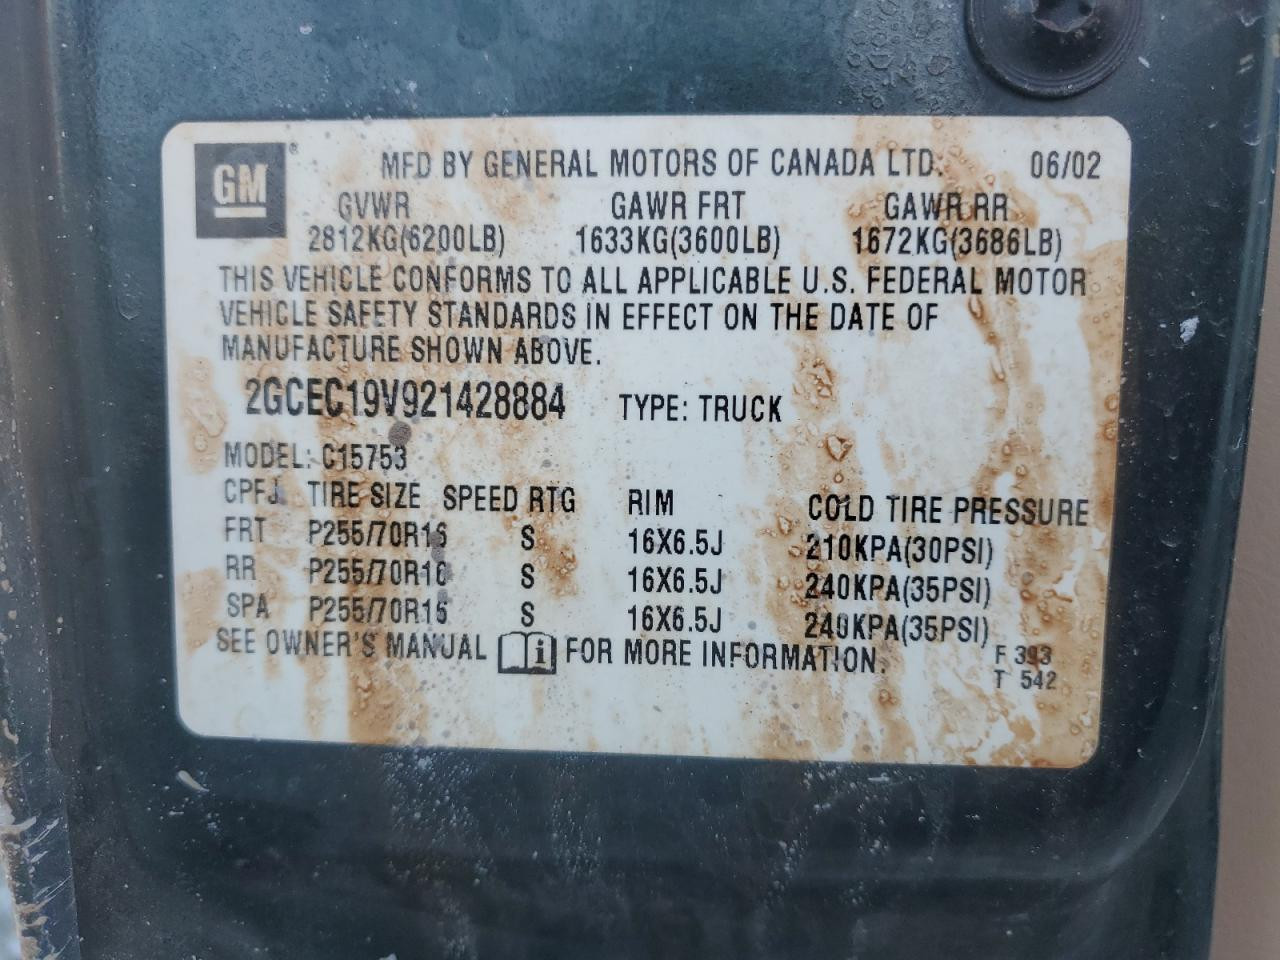 GM ® MFD BY GENERAL MOTORS OF CANADA LTD. 06/02
GVWR GAWR FRT GAWR RR
2812KG(6200LB) 1633KG(3600LB) 1672KG(3686LB)
THIS VEHICLE CONFORMS TO ALL APPLICABLE U.S. FEDERAL MOTOR
VEHICLE SAFETY STANDARDS IN EFFECT ON THE DATE OF
MANUFACTURE SHOWN ABOVE.
2GCEC19V921428884 TYPE: TRUCK
MODEL: C15753
CPFJ TIRE SIZE SPEED RTG RIM COLD TIRE PRESSURE
FRT P255/70R16 S 16X6.5J 210KPA(30PSI)
RR P255/70R16 S 16X6.5J 240KPA(35PSI)
SPA P255/70R16 S 16X6.5J 240KPA(35PSI)
SEE OWNER'S MANUAL i FOR MORE INFORMATION.
F 393
T 542